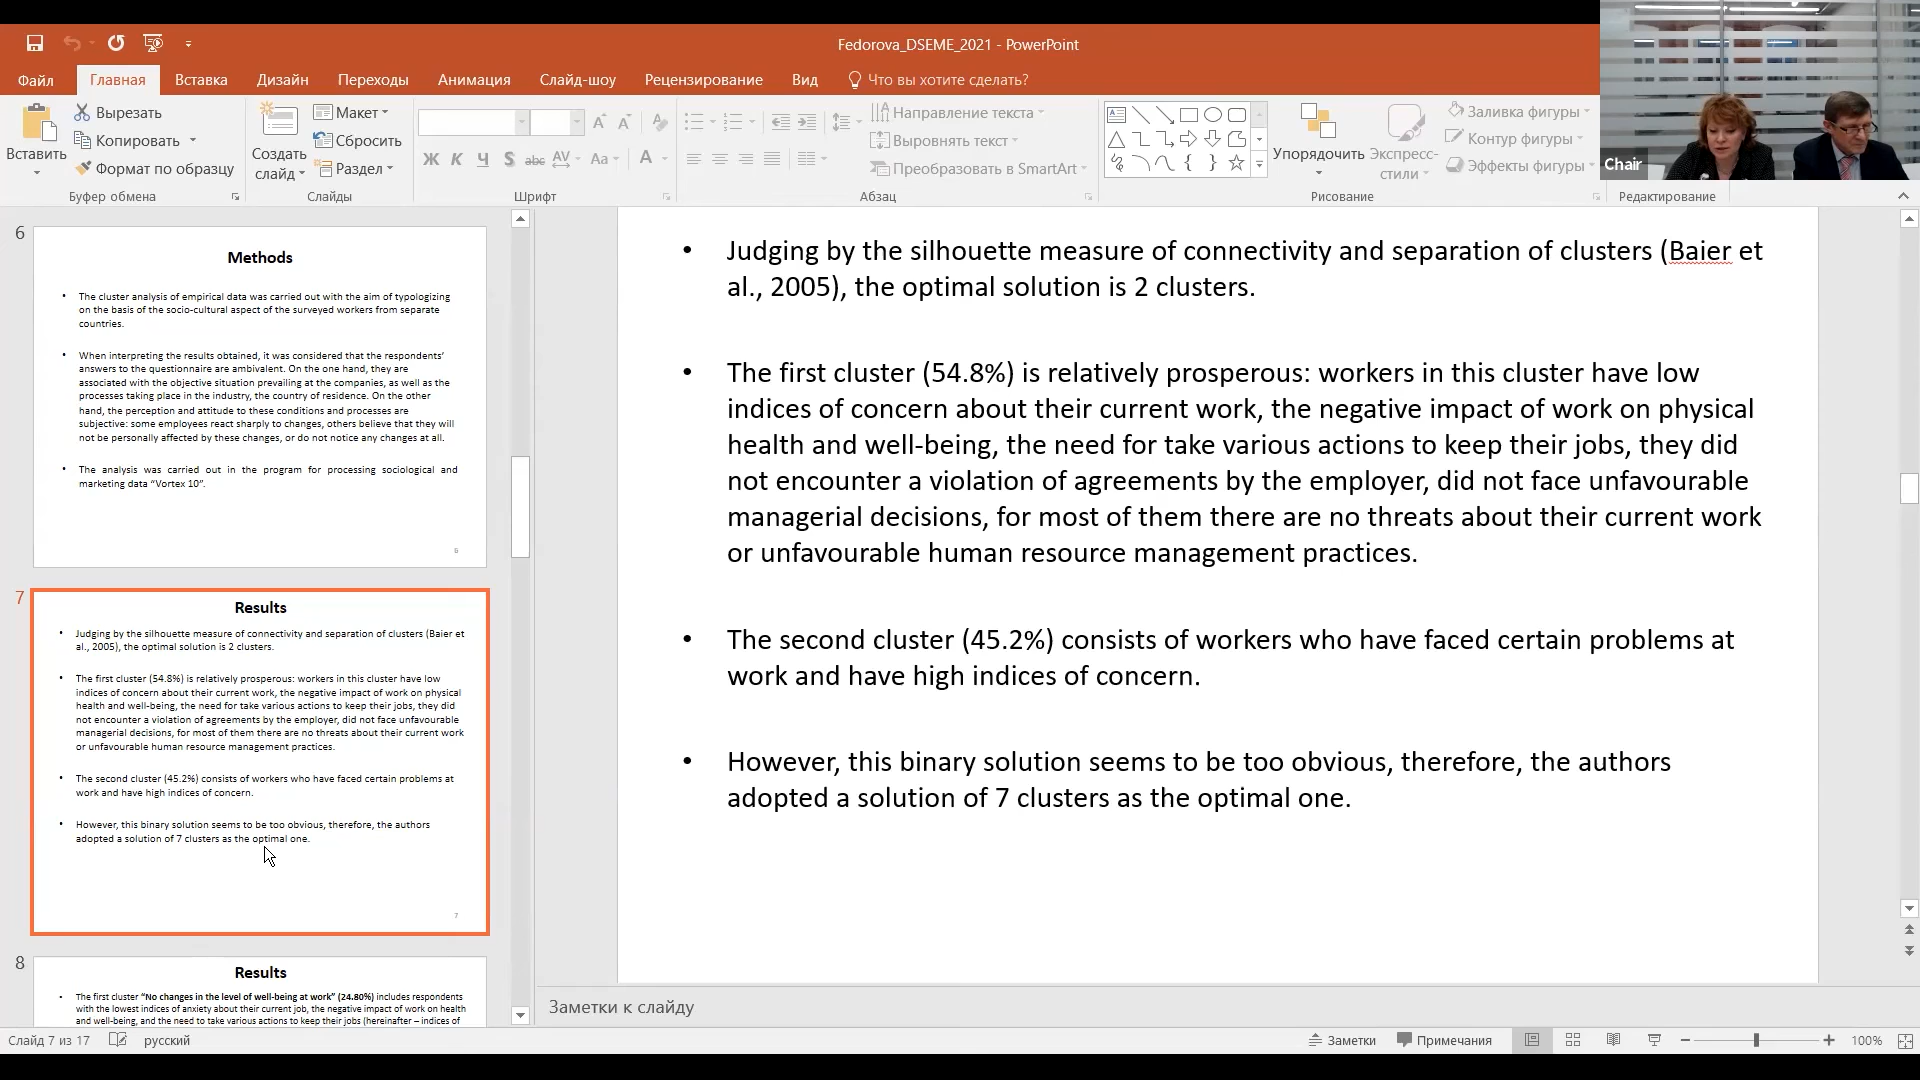 Fedorova_DSEME_2021 - PowerPoint
Файл Главная Вставка Дизайн Переходы Анимация Слайд-шоу Рецензирование Вид Что вы хотите сделать?
Вставить
Вырезать
Копировать
Формат по образцу
Буфер обмена
Создать
слайд
Макет
Сбросить
Раздел
Слайды
Ж К Ч S abc AV Aa A
Шрифт
Направление текста
Выровнять текст
Преобразовать в SmartArt
Абзац
Упорядочить
Экспресс-
стили
Заливка фигуры
Контур фигуры
Эффекты фигуры
Рисование
Редактирование
Chair
6
Methods
• The cluster analysis of empirical data was carried out with the aim of typologizing
on the basis of the socio-cultural aspect of the surveyed workers from separate
countries.
• When interpreting the results obtained, it was considered that the respondents'
answers to the questionnaire are ambivalent. On the one hand, they are
associated with the objective situation prevailing at the companies, as well as the
processes taking place in the industry, the country of residence. On the other
hand, the perception and attitude to these conditions and processes are
subjective: some employees react sharply to changes, others believe that they will
not be personally affected by these changes, or do not notice any changes at all.
• The analysis was carried out in the program for processing sociological and
marketing data “Vortex 10”.
6
7
Results
• Judging by the silhouette measure of connectivity and separation of clusters (Baier et
al., 2005), the optimal solution is 2 clusters.
• The first cluster (54.8%) is relatively prosperous: workers in this cluster have low
indices of concern about their current work, the negative impact of work on physical
health and well-being, the need for take various actions to keep their jobs, they did
not encounter a violation of agreements by the employer, did not face unfavourable
managerial decisions, for most of them there are no threats about their current work
or unfavourable human resource management practices.
• The second cluster (45.2%) consists of workers who have faced certain problems at
work and have high indices of concern.
• However, this binary solution seems to be too obvious, therefore, the authors
adopted a solution of 7 clusters as the optimal one.
7
8
Results
• The first cluster “No changes in the level of well-being at work” (24.80%) includes respondents
with the lowest indices of anxiety about their current job, the negative impact of work on health
and well-being, and the need to take various actions to keep their jobs (hereinafter – indices of
• Judging by the silhouette measure of connectivity and separation of clusters (Baier et
al., 2005), the optimal solution is 2 clusters.
• The first cluster (54.8%) is relatively prosperous: workers in this cluster have low
indices of concern about their current work, the negative impact of work on physical
health and well-being, the need for take various actions to keep their jobs, they did
not encounter a violation of agreements by the employer, did not face unfavourable
managerial decisions, for most of them there are no threats about their current work
or unfavourable human resource management practices.
• The second cluster (45.2%) consists of workers who have faced certain problems at
work and have high indices of concern.
• However, this binary solution seems to be too obvious, therefore, the authors
adopted a solution of 7 clusters as the optimal one.
Заметки к слайду
Слайд 7 из 17 русский Заметки Примечания 100%